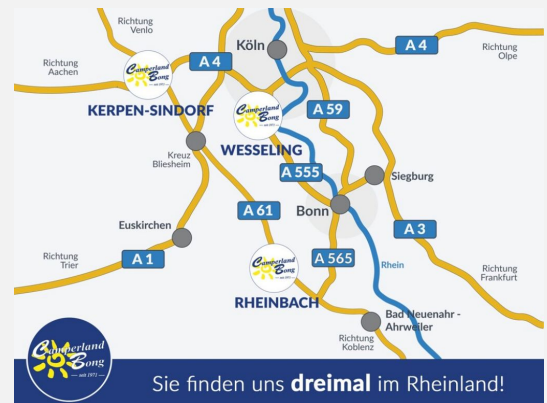 Richtung
Venlo
Köln
A 4
Richtung
Olpe
Richtung
Aachen
Camperland
Bong
A 4
KERPEN-SINDORF
Camperland
Bong
A 59
WESSELING
Kreuz
Bliesheim
A 555
Siegburg
Bonn
A 61
Euskirchen
A 3
A 1
Richtung
Trier
Camperland
Bong
A 565
Rhein
Richtung
Frankfurt
RHEINBACH
Bad Neuenahr -
Ahrweiler
Richtung
Koblenz
Camperland
Bong
seit 1971
Sie finden uns dreimal im Rheinland!